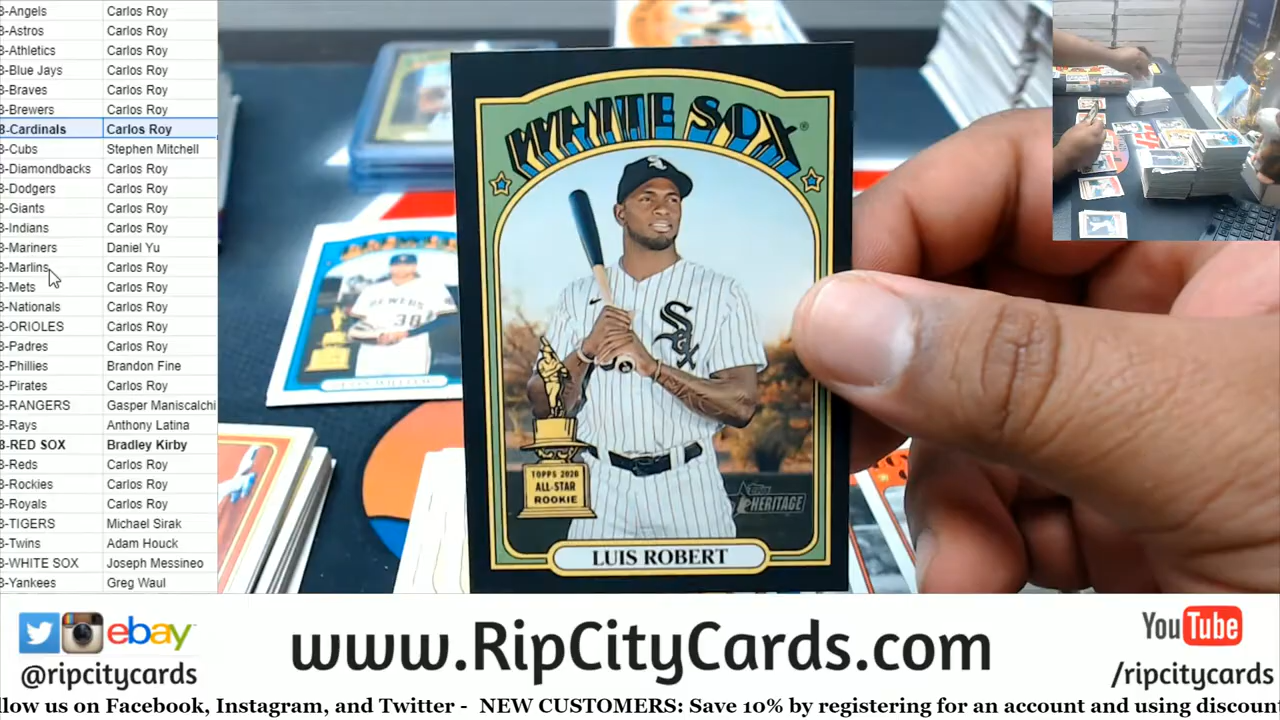 B-Angels Carlos Roy
B-Astros Carlos Roy
B-Athletics Carlos Roy
B-Blue Jays Carlos Roy
B-Braves Carlos Roy
B-Brewers Carlos Roy
B-Cardinals Carlos Roy
B-Cubs Stephen Mitchell
B-Diamondbacks Carlos Roy
B-Dodgers Carlos Roy
B-Giants Carlos Roy
B-Indians Carlos Roy
B-Mariners Daniel Yu
B-Marlins Carlos Roy
B-Mets Carlos Roy
B-Nationals Carlos Roy
B-ORIOLES Carlos Roy
B-Padres Carlos Roy
B-Phillies Brandon Fine
B-Pirates Carlos Roy
B-RANGERS Gasper Maniscalchi
B-Rays Anthony Latina
B-RED SOX Bradley Kirby
B-Reds Carlos Roy
B-Rockies Carlos Roy
B-Royals Carlos Roy
B-TIGERS Michael Sirak
B-Twins Adam Houck
B-WHITE SOX Joseph Messineo
B-Yankees Greg Waul
WHITE SOX
Sox
TOPPS 2020
ALL-STAR
ROOKIE
Topps
HERITAGE
LUIS ROBERT
BREWERS
38
ebay
@ripcitycards
www.RipCityCards.com
YouTube
/ripcitycards
llow us on Facebook, Instagram, and Twitter - NEW CUSTOMERS: Save 10% by registering for an account and using discoun